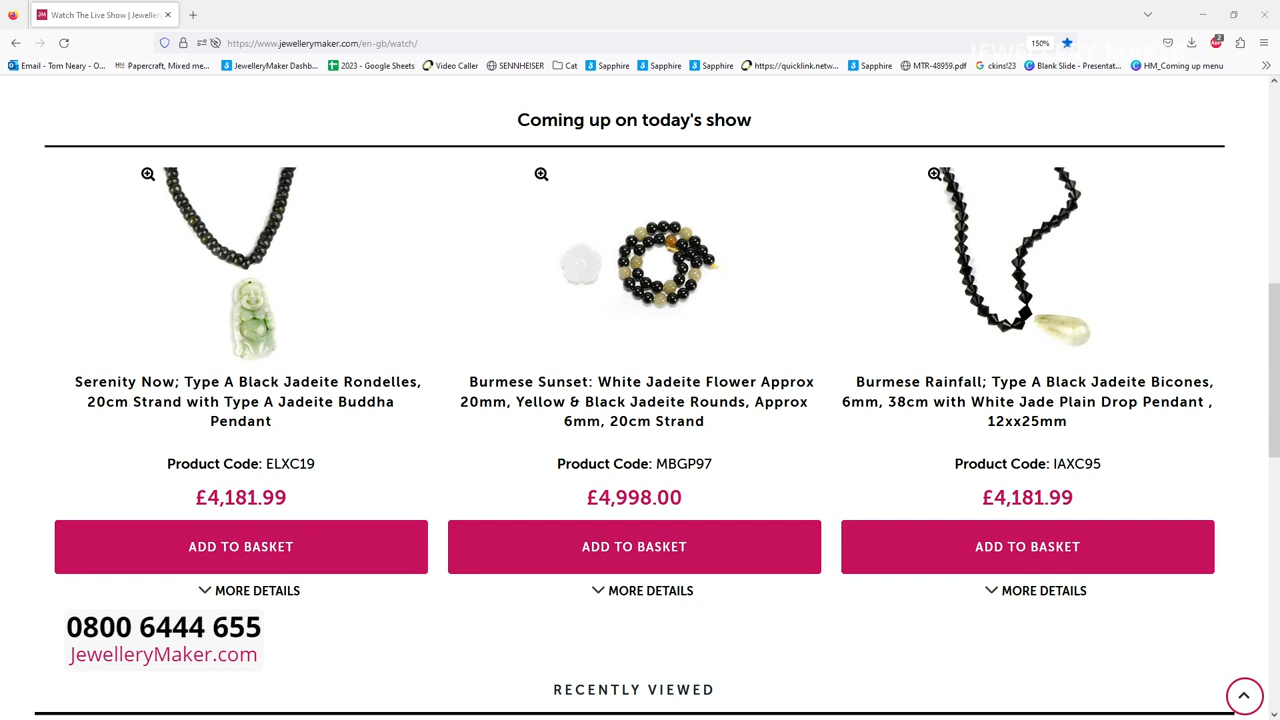 Watch The Live Show | Jeweller
https://www.jewellerymaker.com/en-gb/watch/
150%
2
Email - Tom Neary - O...
Papercraft, Mixed me...
JewelleryMaker Dashb...
2023 - Google Sheets
Video Caller
SENNHEISER
Cat
Sapphire
Sapphire
Sapphire
https://quicklink.netw...
Sapphire
MTR-48959.pdf
ckins!23
Blank Slide - Presentat...
HM_Coming up menu
Coming up on today's show
Serenity Now; Type A Black Jadeite Rondelles,
20cm Strand with Type A Jadeite Buddha
Pendant
Product Code: ELXC19
£4,181.99
ADD TO BASKET
MORE DETAILS
Burmese Sunset: White Jadeite Flower Approx
20mm, Yellow & Black Jadeite Rounds, Approx
6mm, 20cm Strand
Product Code: MBGP97
£4,998.00
ADD TO BASKET
MORE DETAILS
Burmese Rainfall; Type A Black Jadeite Bicones,
6mm, 38cm with White Jade Plain Drop Pendant ,
12xx25mm
Product Code: IAXC95
£4,181.99
ADD TO BASKET
MORE DETAILS
0800 6444 655
JewelleryMaker.com
RECENTLY VIEWED